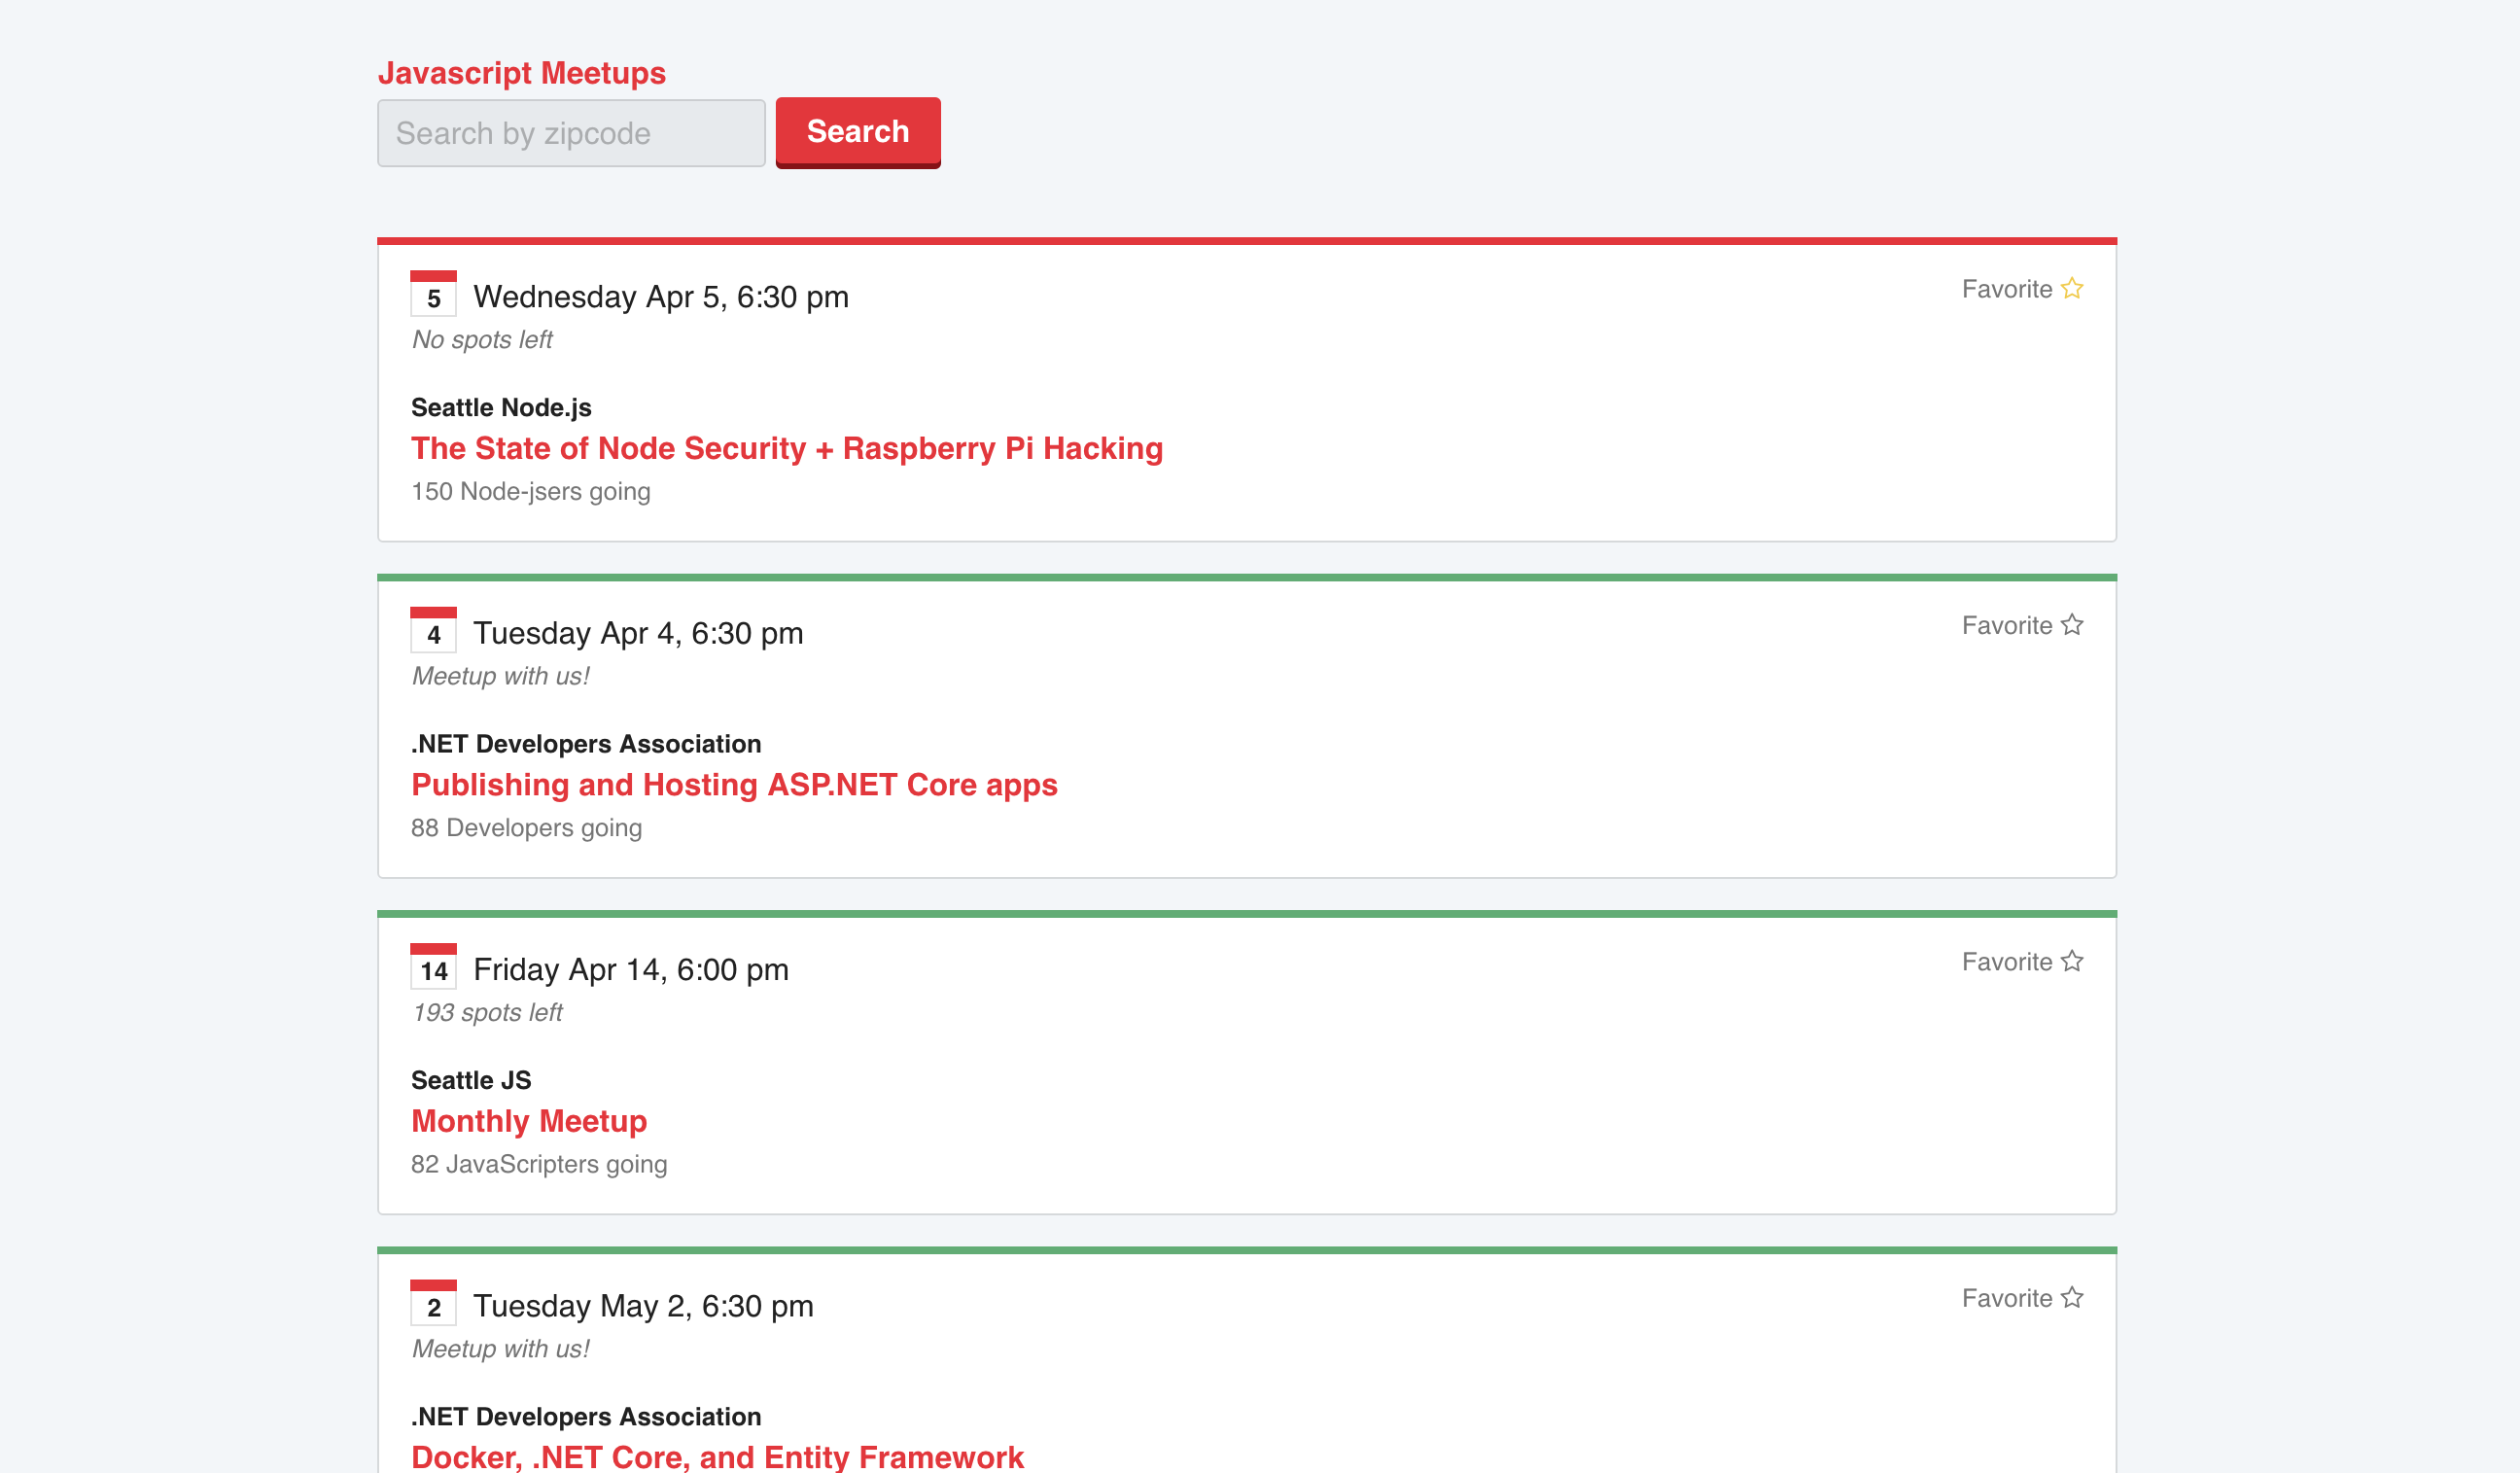 Javascript Meetups
Search by zipcode
Search
5
Wednesday Apr 5, 6:30 pm
Favorite
No spots left
Seattle Node.js
The State of Node Security + Raspberry Pi Hacking
150 Node-jsers going
4
Tuesday Apr 4, 6:30 pm
Favorite
Meetup with us!
.NET Developers Association
Publishing and Hosting ASP.NET Core apps
88 Developers going
14
Friday Apr 14, 6:00 pm
Favorite
193 spots left
Seattle JS
Monthly Meetup
82 JavaScripters going
2
Tuesday May 2, 6:30 pm
Favorite
Meetup with us!
.NET Developers Association
Docker, .NET Core, and Entity Framework